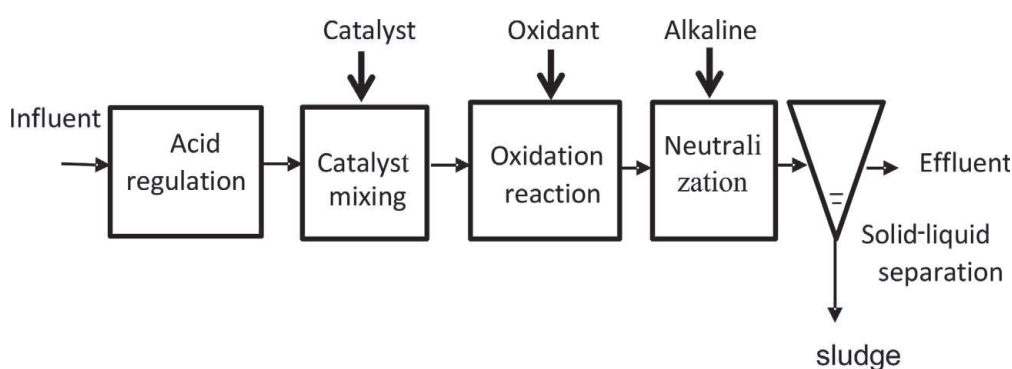 Catalyst
Oxidant
Alkaline
Influent
Acid
regulation
Catalyst
mixing
Oxidation
reaction
Neutrali
zation
Effluent
Solid-liquid
separation
sludge